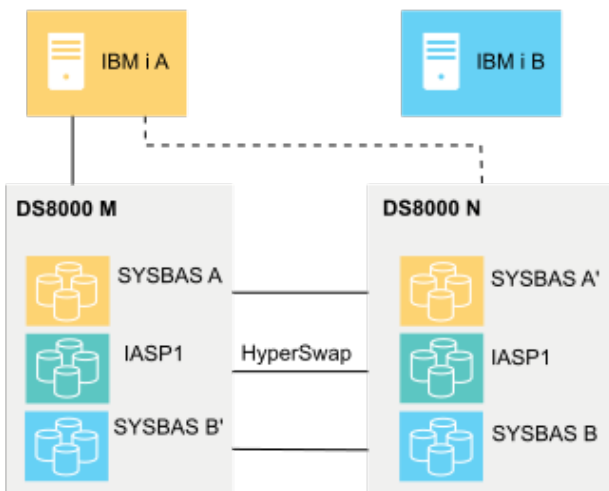 IBM i A
IBM i B
DS8000 M
DS8000 N
SYSBAS A
SYSBAS A'
IASP1
HyperSwap
IASP1
SYSBAS B'
SYSBAS B